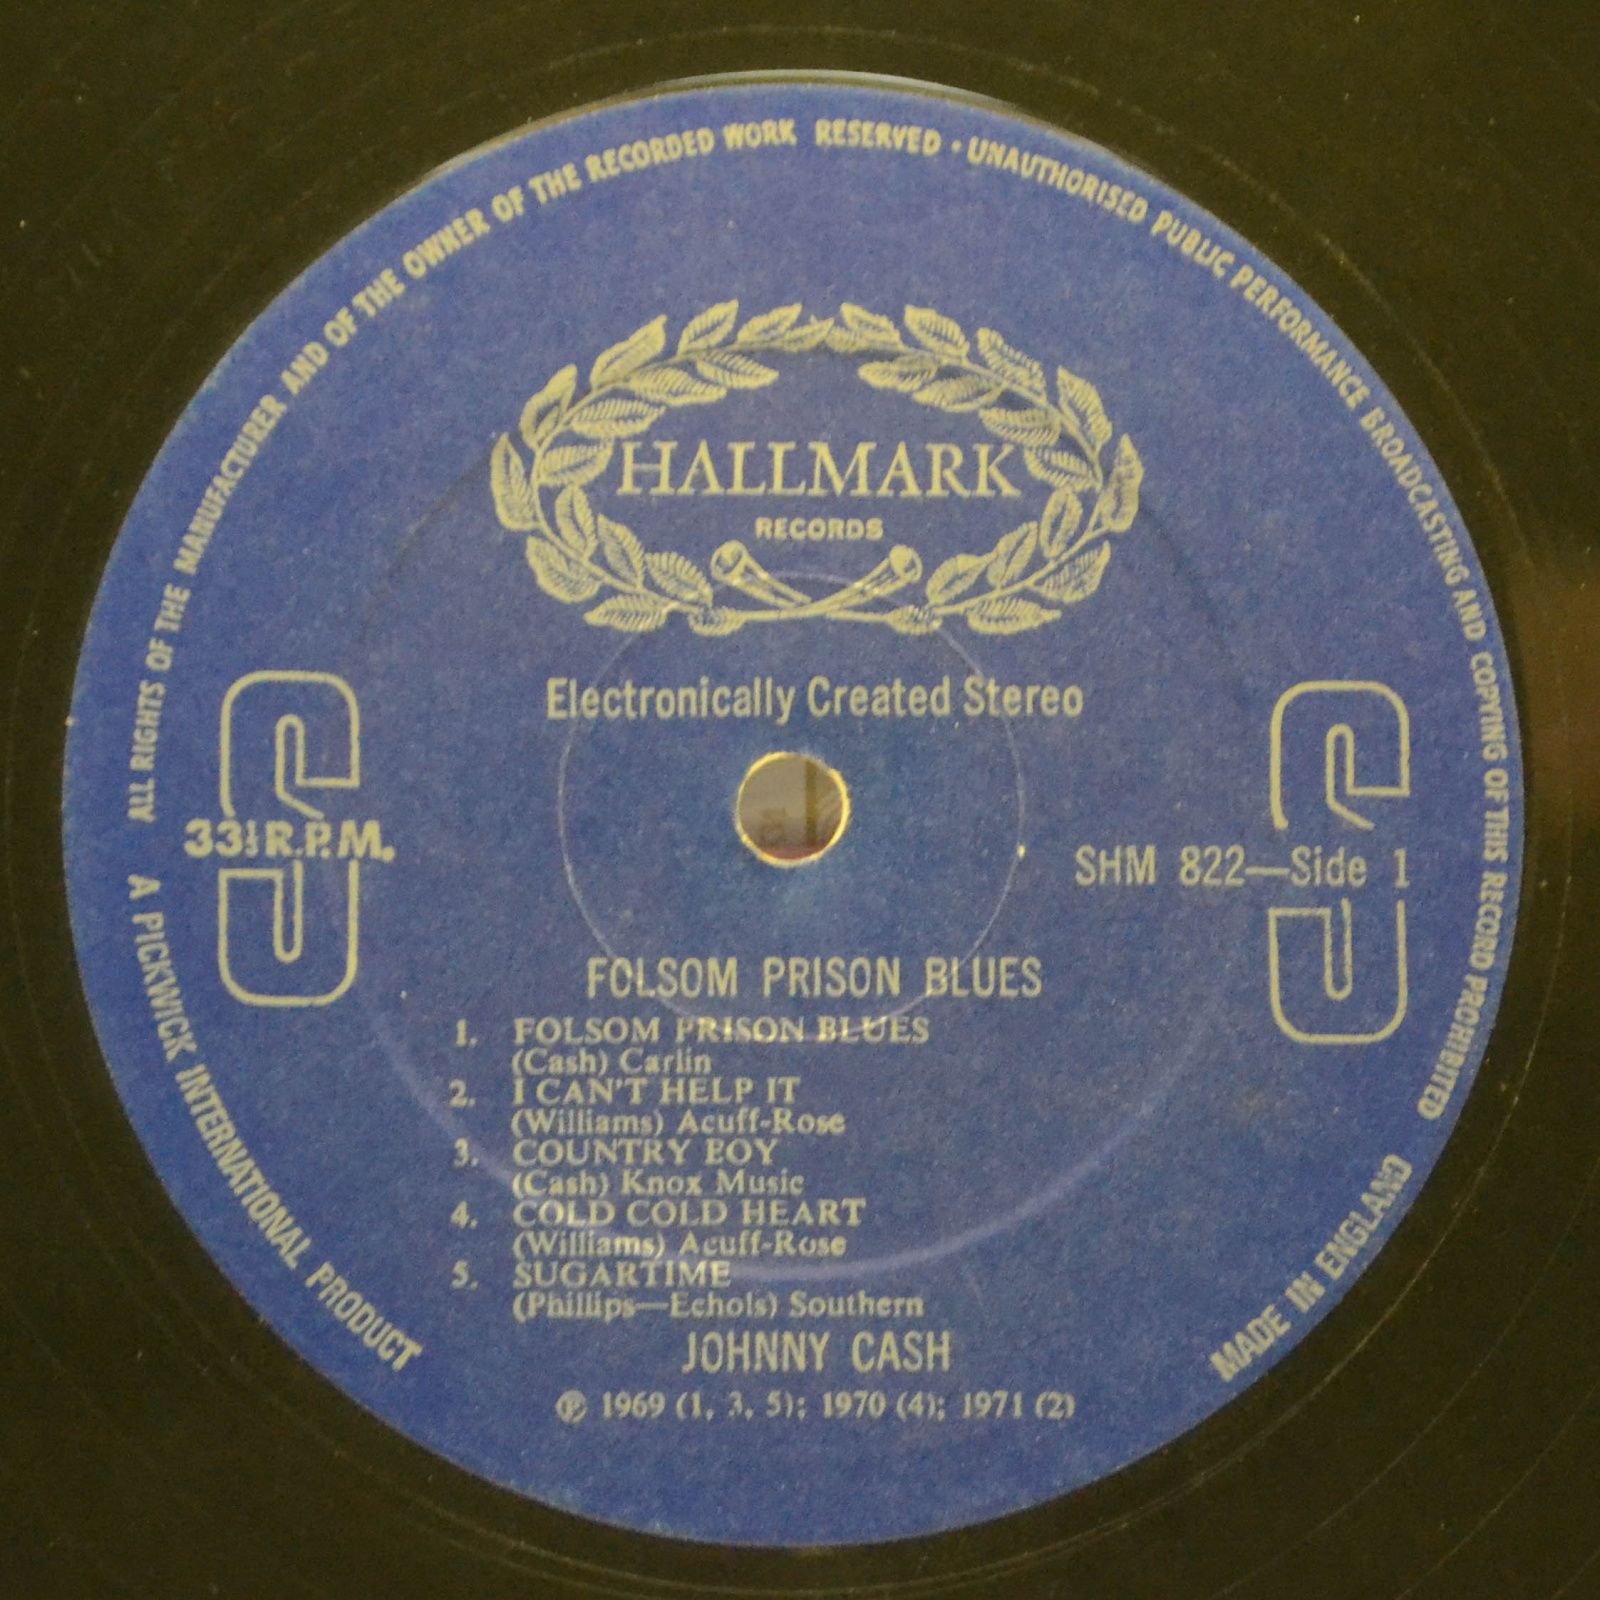 ALL RIGHTS OF THE MANUFACTURER AND OF THE OWNER OF THE RECORDED WORK RESERVED · UNAUTHORISED PUBLIC PERFORMANCE BROADCASTING AND COPYING OF THIS RECORD PROHIBITED
HALLMARK
RECORDS
Electronically Created Stereo
S
S
33⅓ R.P.M.
SHM 822—Side 1
FOLSOM PRISON BLUES
1. FOLSOM PRISON BLUES
(Cash) Carlin
2. I CAN'T HELP IT
(Williams) Acuff-Rose
3. COUNTRY BOY
(Cash) Knox Music
4. COLD COLD HEART
(Williams) Acuff-Rose
5. SUGARTIME
(Phillips—Echols) Southern
JOHNNY CASH
℗ 1969 (1, 3, 5); 1970 (4); 1971 (2)
A PICKWICK INTERNATIONAL PRODUCT
MADE IN ENGLAND